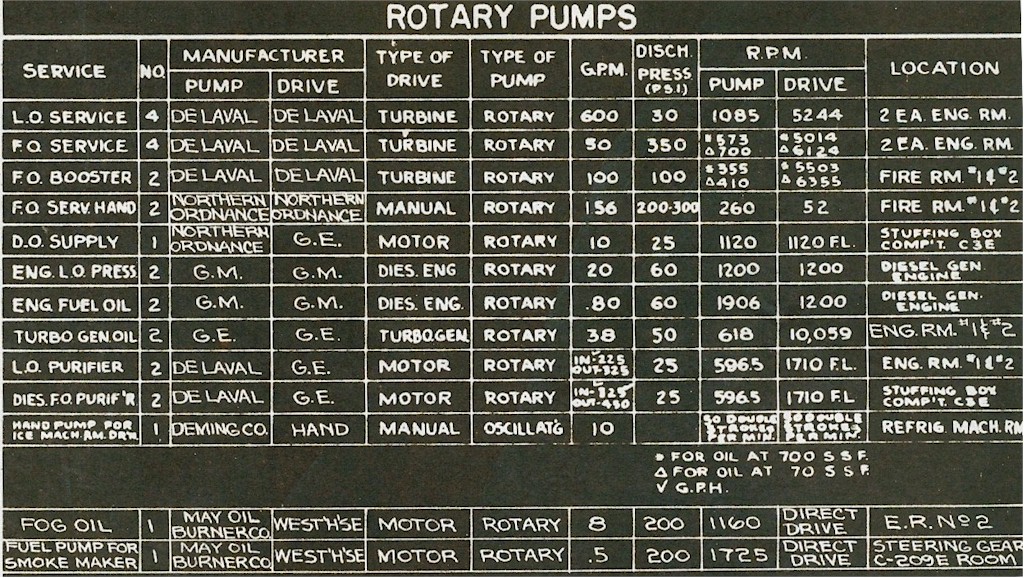 ROTARY PUMPS
SERVICE NO. MANUFACTURER TYPE OF DRIVE TYPE OF PUMP G.P.M. DISCH. PRESS (P.S.I) R.P.M. LOCATION
PUMP DRIVE PUMP DRIVE
L.O. SERVICE 4 DE LAVAL DE LAVAL TURBINE ROTARY 600 30 1085 5244 2 EA. ENG. RM.
F.O. SERVICE 4 DE LAVAL DE LAVAL TURBINE ROTARY 50 350 * 573 △ 700 * 5014 △ 6124 2 EA. ENG. RM.
F.O. BOOSTER 2 DE LAVAL DE LAVAL TURBINE ROTARY 100 100 * 355 △ 410 * 5503 △ 6355 FIRE RM. #1 & #2
F.O. SERV. HAND 2 NORTHERN ORDNANCE NORTHERN ORDNANCE MANUAL ROTARY 1.56 200-300 260 52 FIRE RM. #1 & #2
D.O. SUPPLY 1 NORTHERN ORDNANCE G.E. MOTOR ROTARY 10 25 1120 1120 F.L. STUFFING BOX COMP'T. C3E
ENG. L.O. PRESS. 2 G.M. G.M. DIES. ENG ROTARY 20 60 1200 1200 DIESEL GEN ENGINE
ENG. FUEL OIL 2 G.M. G.M. DIES. ENG. ROTARY .80 60 1906 1200 DIESEL GEN. ENGINE
TURBO GEN. OIL 2 G.E. G.E. TURBO.GEN. ROTARY 38 50 618 10,059 ENG. RM. #1 & #2
L.O. PURIFIER 2 DE LAVAL G.E. MOTOR ROTARY IN-225 OUT-325 25 596.5 1710 F.L. ENG. RM. #1 & #2
DIES. F.O. PURIF'R 2 DE LAVAL G.E. MOTOR ROTARY IN-325 OUT-450 25 596.5 1710 F.L STUFFING BOX COMP'T. C3E
HAND PUMP FOR ICE MACH. RM. DR'N. 1 DEMING CO. HAND MANUAL OSCILLAT'G 10 50 DOUBLE STROKES PER MIN. 50 DOUBLE STROKES PER MIN. REFRIG. MACH. RM
* FOR OIL AT 700 S S F.
△ FOR OIL AT 70 S S F.
√ G.P.H.
FOG OIL 1 MAY OIL BURNER CO. WEST'H'SE MOTOR ROTARY 8 200 1160 DIRECT DRIVE E.R. Nº 2
FUEL PUMP FOR SMOKE MAKER 1 MAY OIL BURNER CO. WEST'H'SE MOTOR ROTARY .5 200 1725 DIRECT DRIVE STEERING GEAR C-209E ROOM